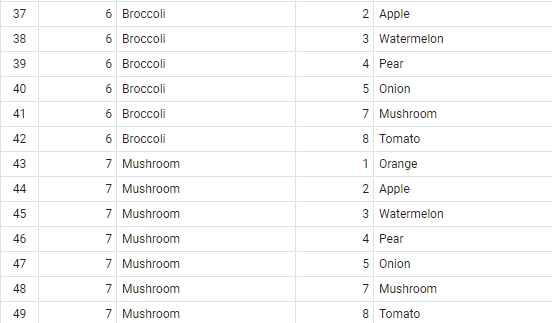 37 6 Broccoli 2 Apple
38 6 Broccoli 3 Watermelon
39 6 Broccoli 4 Pear
40 6 Broccoli 5 Onion
41 6 Broccoli 7 Mushroom
42 6 Broccoli 8 Tomato
43 7 Mushroom 1 Orange
44 7 Mushroom 2 Apple
45 7 Mushroom 3 Watermelon
46 7 Mushroom 4 Pear
47 7 Mushroom 5 Onion
48 7 Mushroom 7 Mushroom
49 7 Mushroom 8 Tomato